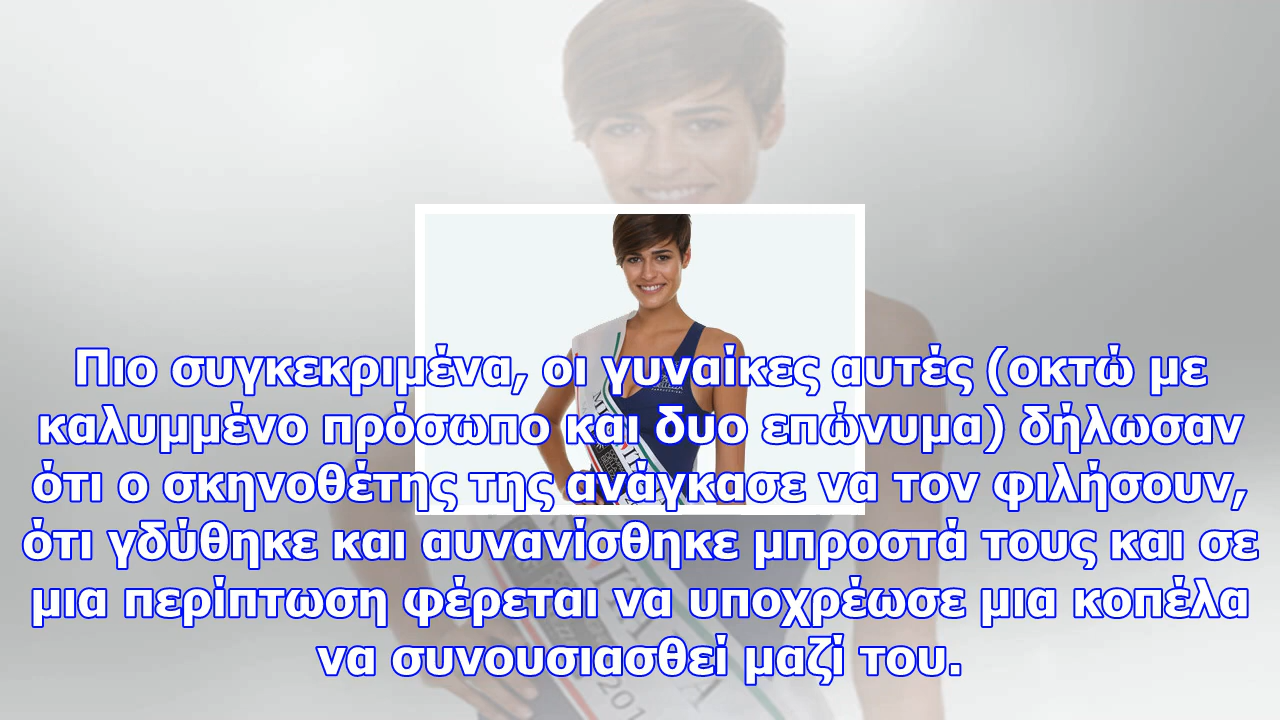 Πιο συγκεκριμένα, οι γυναίκες αυτές (οκτώ με
καλυμμένο πρόσωπο και δυο επώνυμα) δήλωσαν
ότι ο σκηνοθέτης της ανάγκασε να τον φιλήσουν,
ότι γδύθηκε και αυνανίσθηκε μπροστά τους και σε
μια περίπτωση φέρεται να υποχρέωσε μια κοπέλα
να συνουσιασθεί μαζί του.